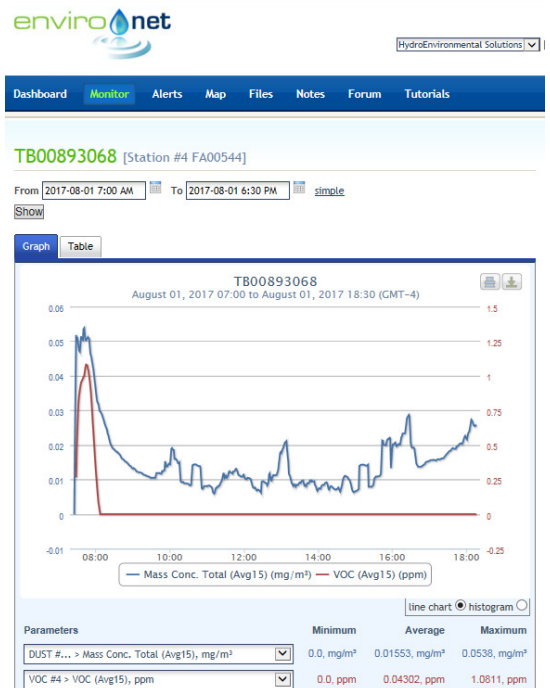 enviro net
HydroEnvironmental Solutions
Dashboard Monitor Alerts Map Files Notes Forum Tutorials
TB00893068 [Station #4 FA00544]
From 2017-08-01 7:00 AM To 2017-08-01 6:30 PM simple
Show
Graph Table
TB00893068
August 01, 2017 07:00 to August 01, 2017 18:30 (GMT-4)
0.06 1.5
0.05 1.25
0.04 1
0.03 0.75
0.02 0.5
0.01 0.25
0 0
-0.01 -0.25
08:00 10:00 12:00 14:00 16:00 18:00
Mass Conc. Total (Avg15) (mg/m³) VOC (Avg15) (ppm)
line chart histogram
Parameters Minimum Average Maximum
DUST #... > Mass Conc. Total (Avg15), mg/m³ 0.0, mg/m³ 0.01553, mg/m³ 0.0538, mg/m³
VOC #4 > VOC (Avg15), ppm 0.0, ppm 0.04302, ppm 1.0811, ppm